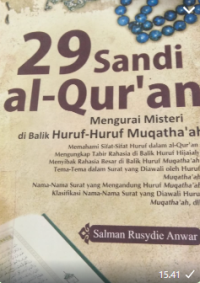 29 Sandi
al-Qur'an
Mengurai Misteri
di Balik Huruf-Huruf Muqatha'ah
Memahami Sifat-Sifat Huruf dalam al-Qur'an
Mengungkap Tabir Rahasia di Balik Huruf Hijaiah
Menyibak Rahasia Besar di Balik Huruf Muqatha'ah
Tema-Tema dalam Surat yang Diawali oleh Huruf
Muqatha'ah
Nama-Nama Surat yang Mengandung Huruf Muqatha'ah
Klasifikasi Nama-Nama Surat yang Diawali Huruf
Muqatha'ah, dll
Salman Rusydie Anwar
15.41